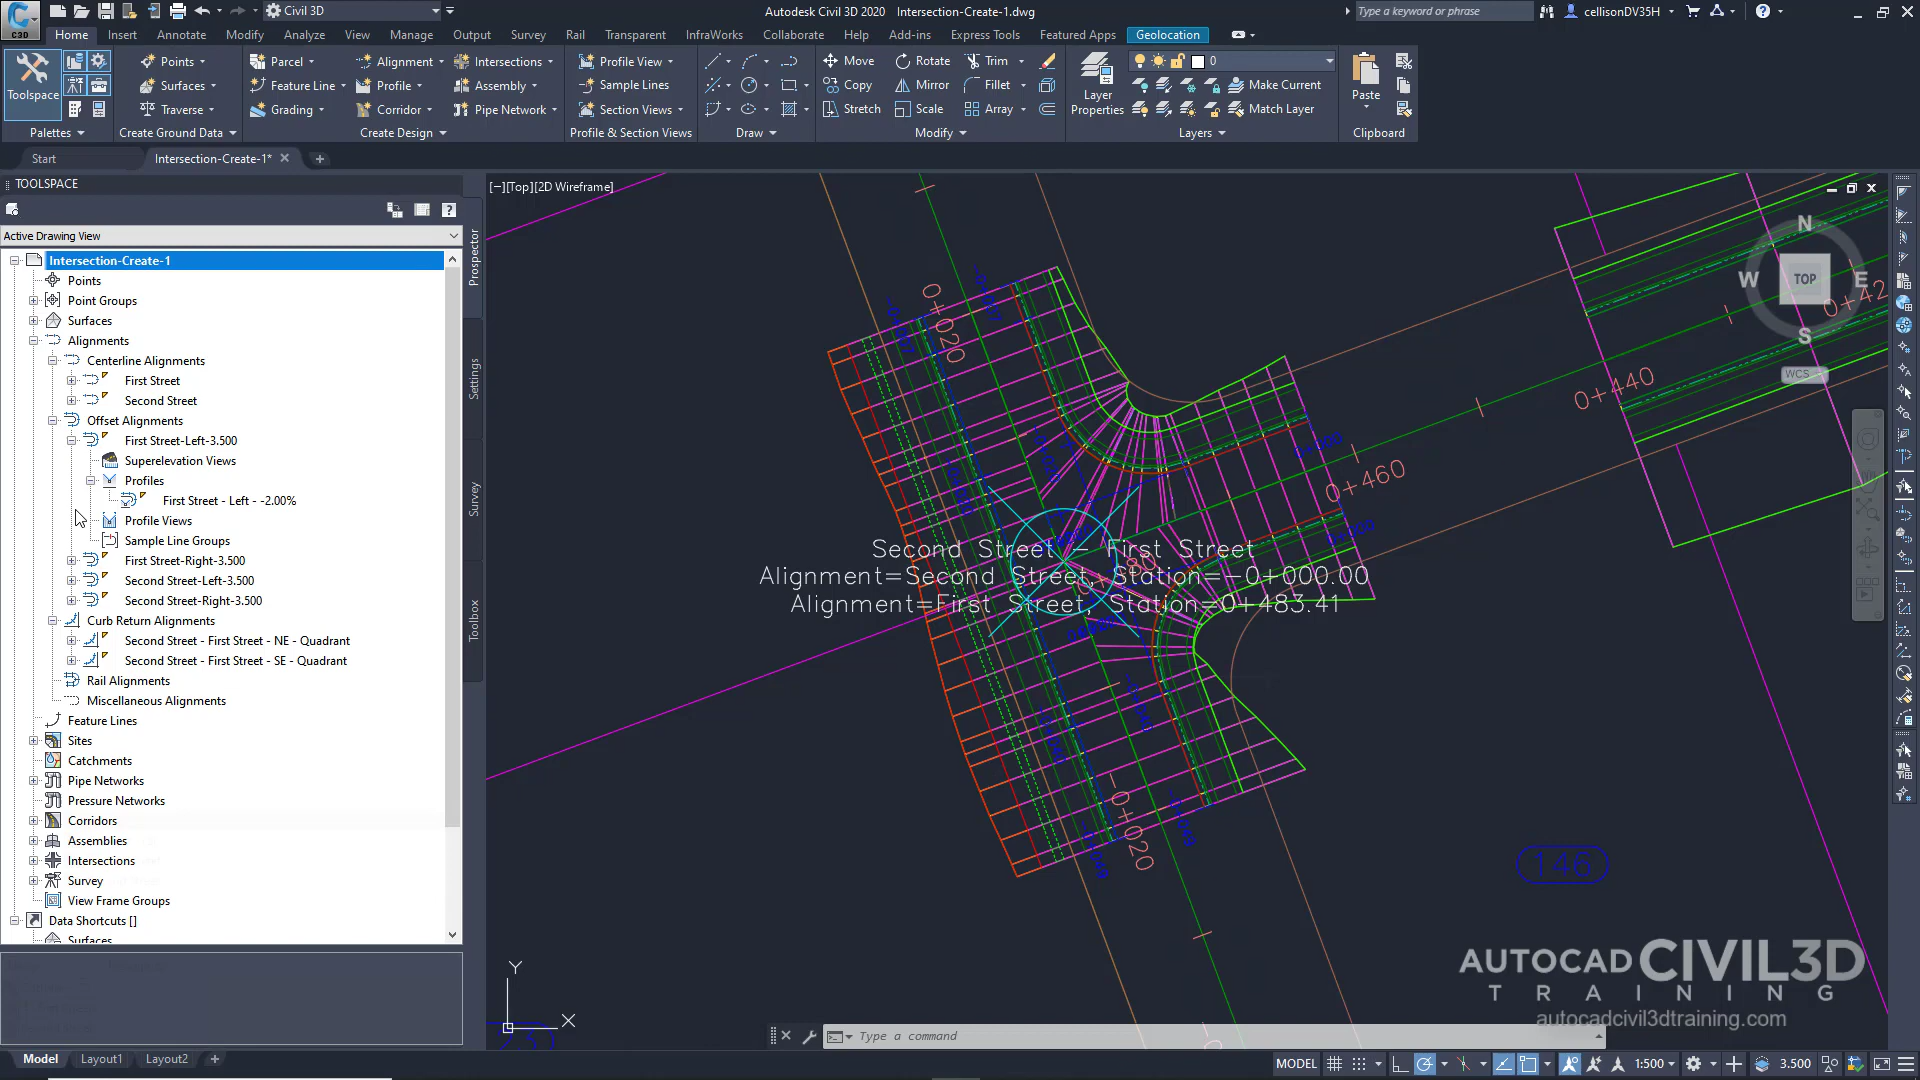 Civil 3D
Autodesk Civil 3D 2020 Intersection-Create-1.dwg
Type a keyword or phrase
cellisonDV35H
C3D
Home Insert Annotate Modify Analyze View Manage Output Survey Rail Transparent InfraWorks Collaborate Help Add-ins Express Tools Featured Apps Geolocation
Toolspace
Palettes
Points
Surfaces
Traverse
Create Ground Data
Parcel
Feature Line
Grading
Alignment
Profile
Corridor
Intersections
Assembly
Pipe Network
Create Design
Profile View
Sample Lines
Section Views
Profile & Section Views
Draw
Move
Copy
Stretch
Rotate
Mirror
Scale
Trim
Fillet
Array
Modify
Layer
Properties
0
Make Current
Match Layer
Layers
Paste
Clipboard
Start
Intersection-Create-1*
TOOLSPACE
Active Drawing View
Intersection-Create-1
Points
Point Groups
Surfaces
Alignments
Centerline Alignments
First Street
Second Street
Offset Alignments
First Street-Left-3.500
Superelevation Views
Profiles
First Street - Left - -2.00%
Profile Views
Sample Line Groups
First Street-Right-3.500
Second Street-Left-3.500
Second Street-Right-3.500
Curb Return Alignments
Second Street - First Street - NE - Quadrant
Second Street - First Street - SE - Quadrant
Rail Alignments
Miscellaneous Alignments
Feature Lines
Sites
Catchments
Pipe Networks
Pressure Networks
Corridors
Assemblies
Intersections
Survey
View Frame Groups
Data Shortcuts []
Surfaces
Prospector
Settings
Survey
Toolbox
[−][Top][2D Wireframe]
N
W
TOP
E
S
WCS
0+020
0+440
0+460
Second Street - First Street
Alignment=Second Street, Station=-0+000.00
Alignment=First Street, Station=0+483.41
-0+020
146
Y
X
AUTOCAD CIVIL3D
TRAINING
autocadcivil3dtraining.com
Type a command
Model Layout1 Layout2
MODEL
1:500
3.500